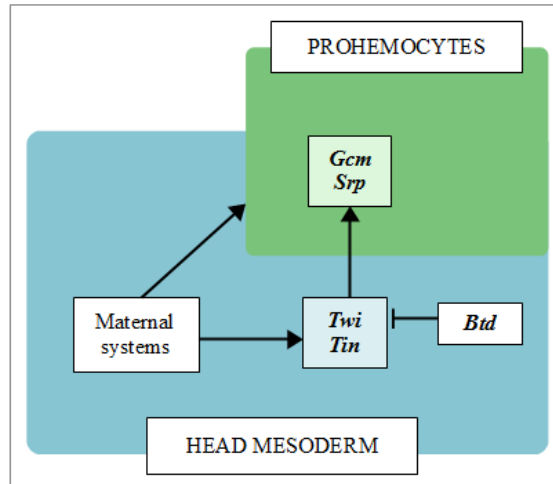 PROHEMOCYTES
Gcm
Srp
Maternal
systems
Twi
Tin
Btd
HEAD MESODERM